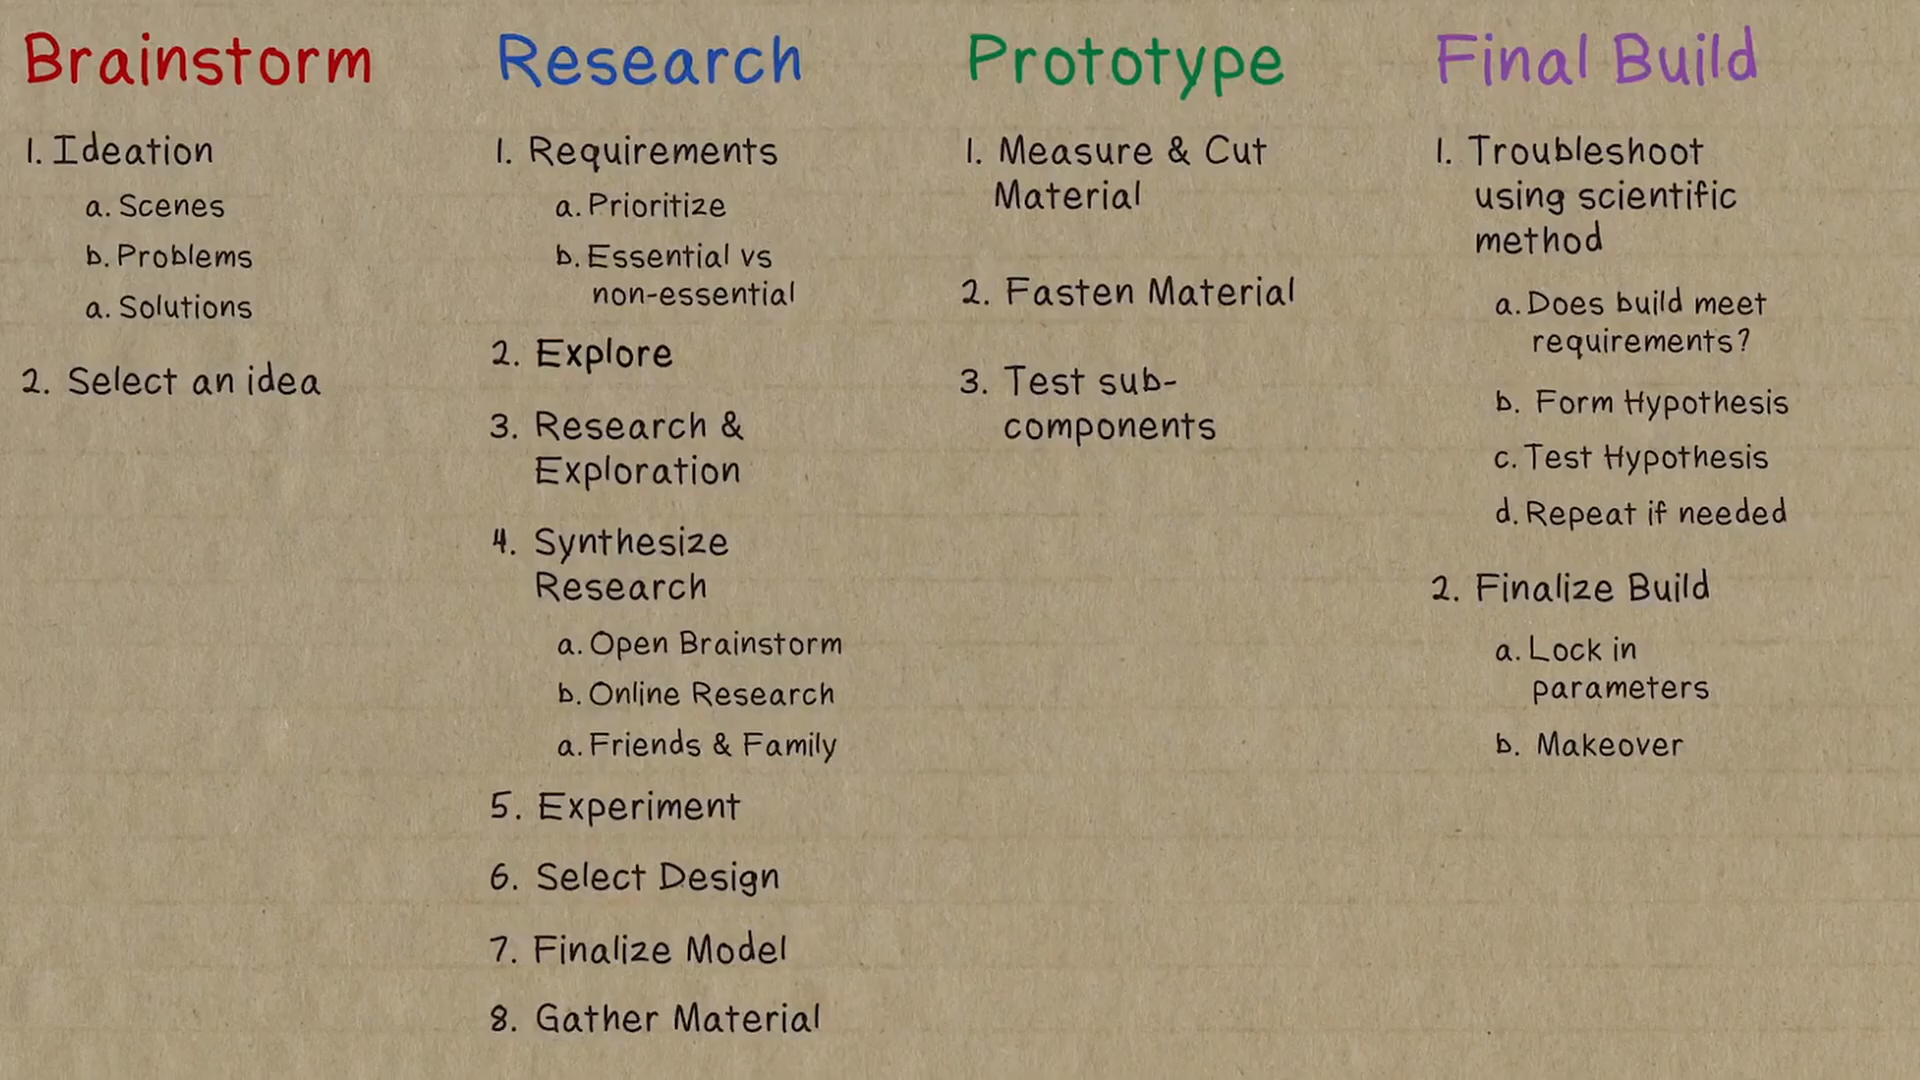 Brainstorm
1. Ideation
a. Scenes
b. Problems
a. Solutions
2. Select an idea
Research
1. Requirements
a. Prioritize
b. Essential vs
non-essential
2. Explore
3. Research &
Exploration
4. Synthesize
Research
a. Open Brainstorm
b. Online Research
a. Friends & Family
5. Experiment
6. Select Design
7. Finalize Model
8. Gather Material
Prototype
1. Measure & Cut
Material
2. Fasten Material
3. Test sub-
components
Final Build
1. Troubleshoot
using scientific
method
a. Does build meet
requirements?
b. Form Hypothesis
c. Test Hypothesis
d. Repeat if needed
2. Finalize Build
a. Lock in
parameters
b. Makeover